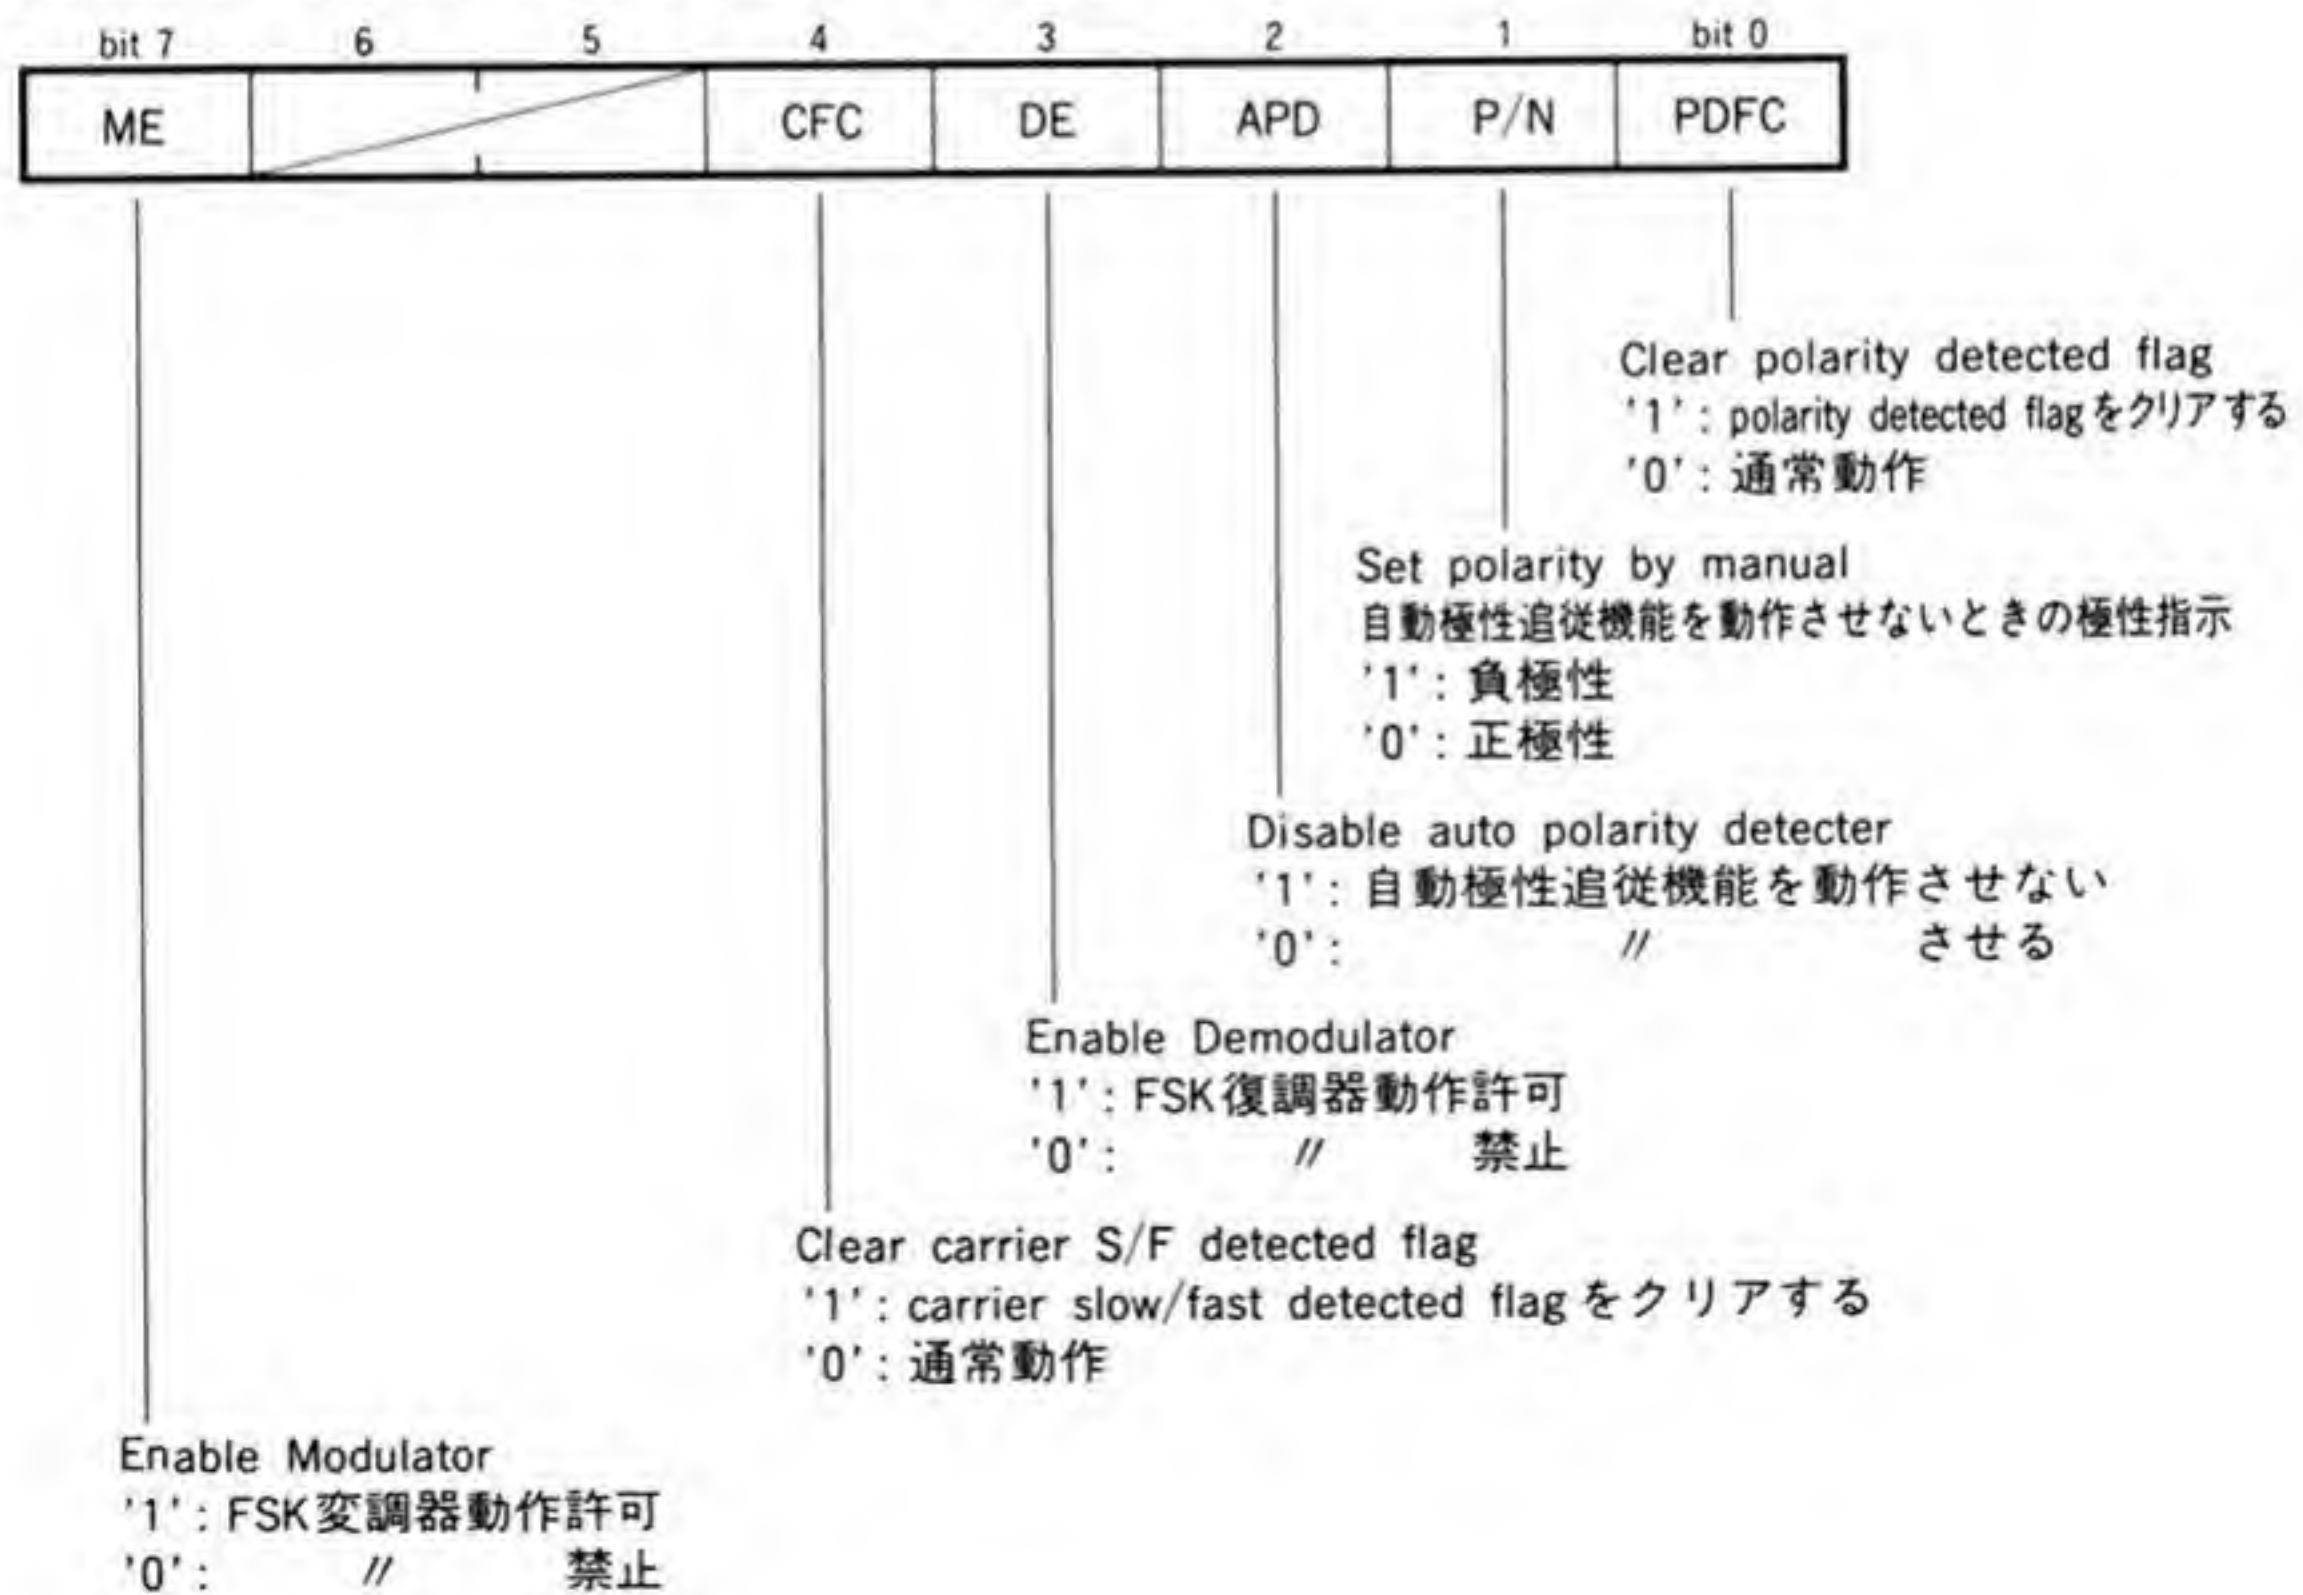 bit 7 6 5 4 3 2 1 bit 0
ME CFC DE APD P/N PDFC
Clear polarity detected flag
'1': polarity detected flagをクリアする
'0': 通常動作
Set polarity by manual
自動極性追従機能を動作させないときの極性指示
'1': 負極性
'0': 正極性
Disable auto polarity detecter
'1': 自動極性追従機能を動作させない
'0': 〃 させる
Enable Demodulator
'1': FSK復調器動作許可
'0': 〃 禁止
Clear carrier S/F detected flag
'1': carrier slow/fast detected flagをクリアする
'0': 通常動作
Enable Modulator
'1': FSK変調器動作許可
'0': 〃 禁止